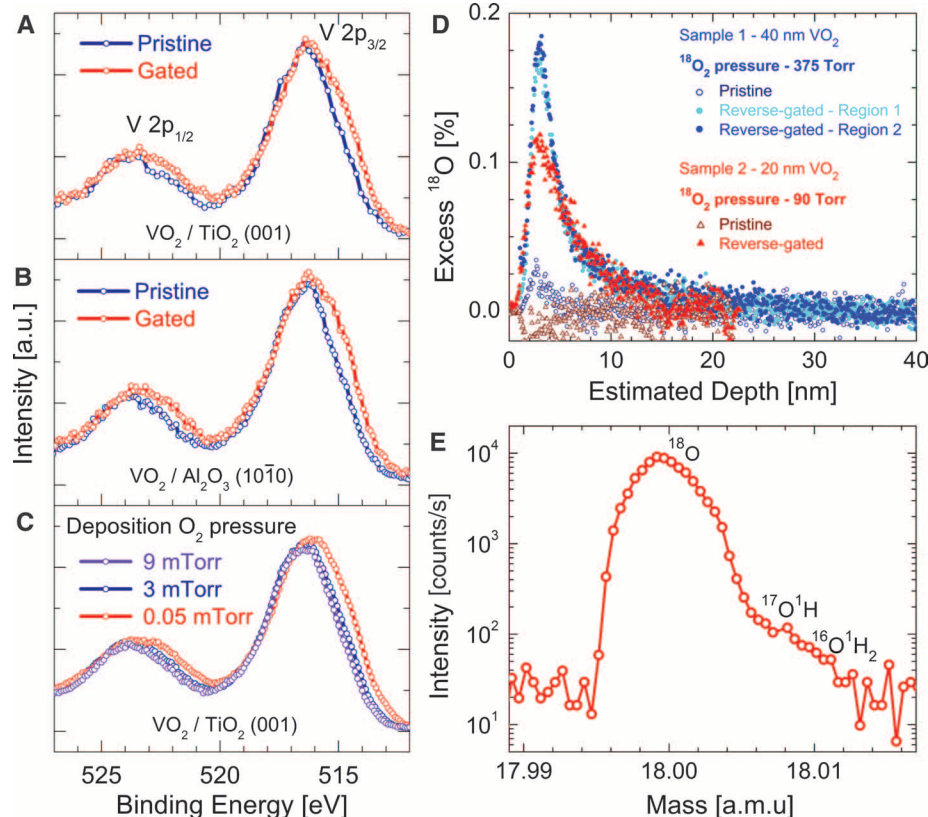 A
Pristine
Gated
V 2p3/2
V 2p1/2
VO2 / TiO2 (001)
B
Pristine
Gated
VO2 / Al2O3 (101̄0)
C
Deposition O2 pressure
9 mTorr
3 mTorr
0.05 mTorr
VO2 / TiO2 (001)
525 520 515
Binding Energy [eV]
Intensity [a.u.]
D
0.2
0.1
0.0
Excess 18O [%]
Sample 1 - 40 nm VO2
18O2 pressure - 375 Torr
Pristine
Reverse-gated - Region 1
Reverse-gated - Region 2
Sample 2 - 20 nm VO2
18O2 pressure - 90 Torr
Pristine
Reverse-gated
0 10 20 30 40
Estimated Depth [nm]
E
10^4
10^3
10^2
10^1
Intensity [counts/s]
18O
17O1H
16O1H2
17.99 18.00 18.01
Mass [a.m.u]